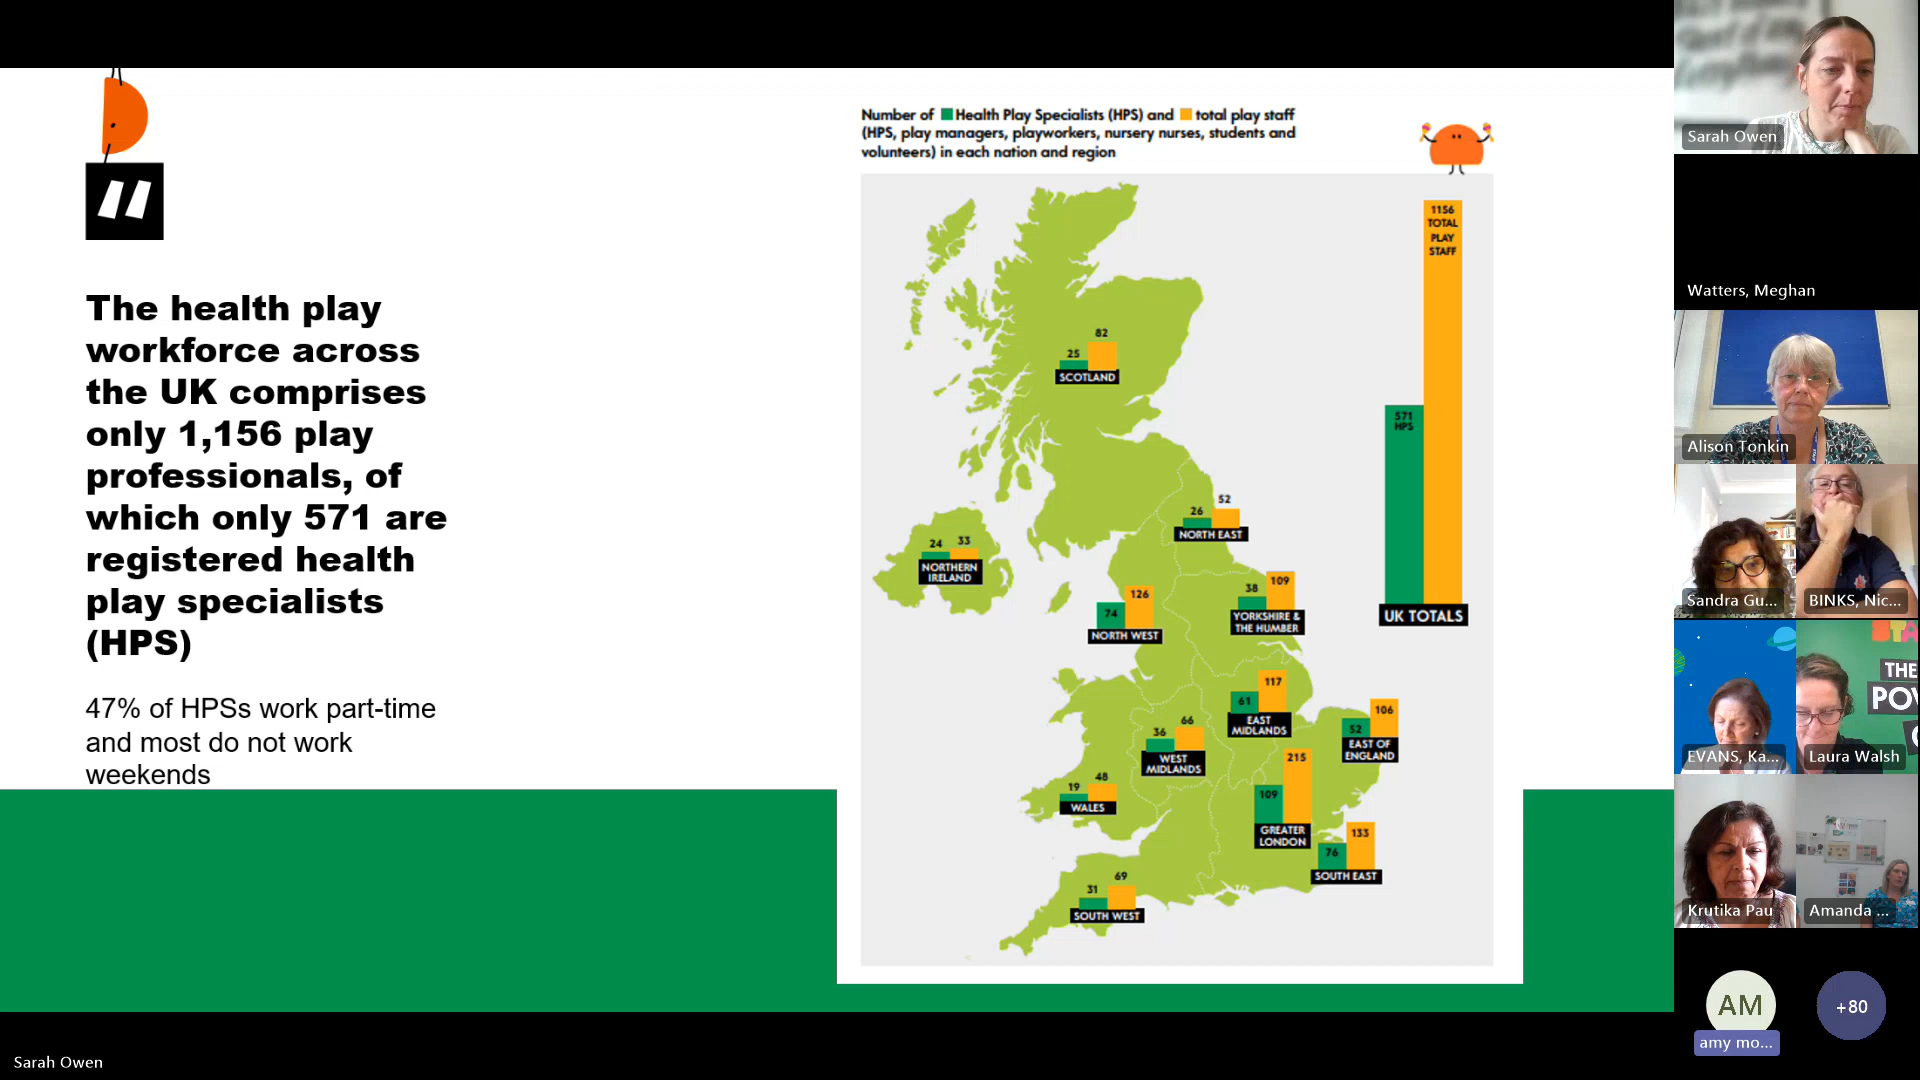 The health play
workforce across
the UK comprises
only 1,156 play
professionals, of
which only 571 are
registered health
play specialists
(HPS)
47% of HPSs work part-time
and most do not work
weekends
Number of Health Play Specialists (HPS) and total play staff
(HPS, play managers, playworkers, nursery nurses, students and
volunteers) in each nation and region
1156
TOTAL
PLAY
STAFF
571
HPS
UK TOTALS
25
82
SCOTLAND
26
52
NORTH EAST
24
33
NORTHERN
IRELAND
74
126
NORTH WEST
38
109
YORKSHIRE &
THE HUMBER
61
117
EAST
MIDLANDS
52
106
EAST OF
ENGLAND
36
66
WEST
MIDLANDS
19
48
WALES
109
215
GREATER
LONDON
76
133
SOUTH EAST
31
69
SOUTH WEST
Sarah Owen
Watters, Meghan
Alison Tonkin
Sandra Gu...
BINKS, Nic...
THE
EVANS, Ka...
Laura Walsh
Krutika Pau
Amanda ...
AM
amy mo...
+80
Sarah Owen